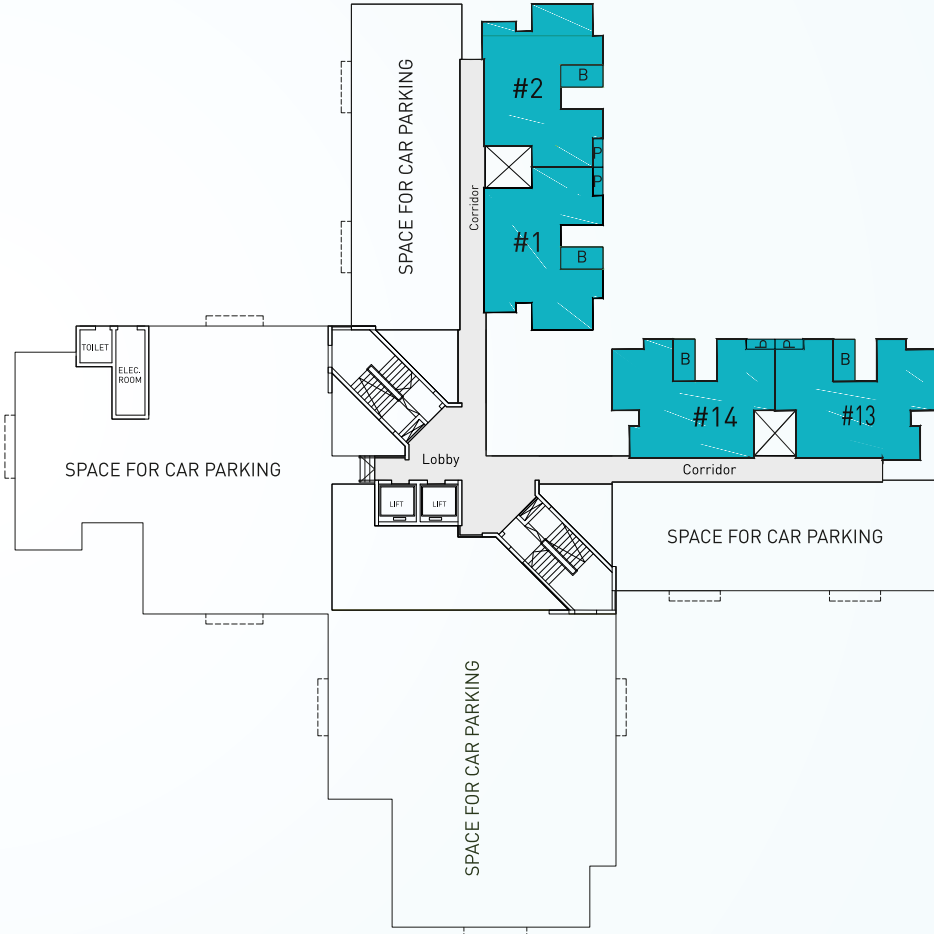 SPACE FOR CAR PARKING
#2
B
P
P
Corridor
#1
B
TOILET
ELEC.
ROOM
B
P
P
B
#14
#13
SPACE FOR CAR PARKING
Lobby
Corridor
LIFT
LIFT
SPACE FOR CAR PARKING
SPACE FOR CAR PARKING